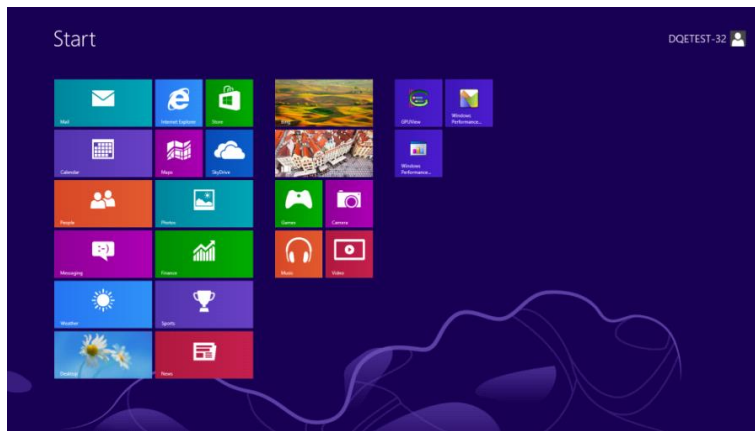 Start
DQETEST-32
Mail
Internet Explorer
Store
Calendar
Maps
SkyDrive
People
Photos
Messaging
Finance
Weather
Sports
Desktop
News
Bing
Games
Camera
Music
Video
GPUView
Windows
Performance...
Windows
Performance...